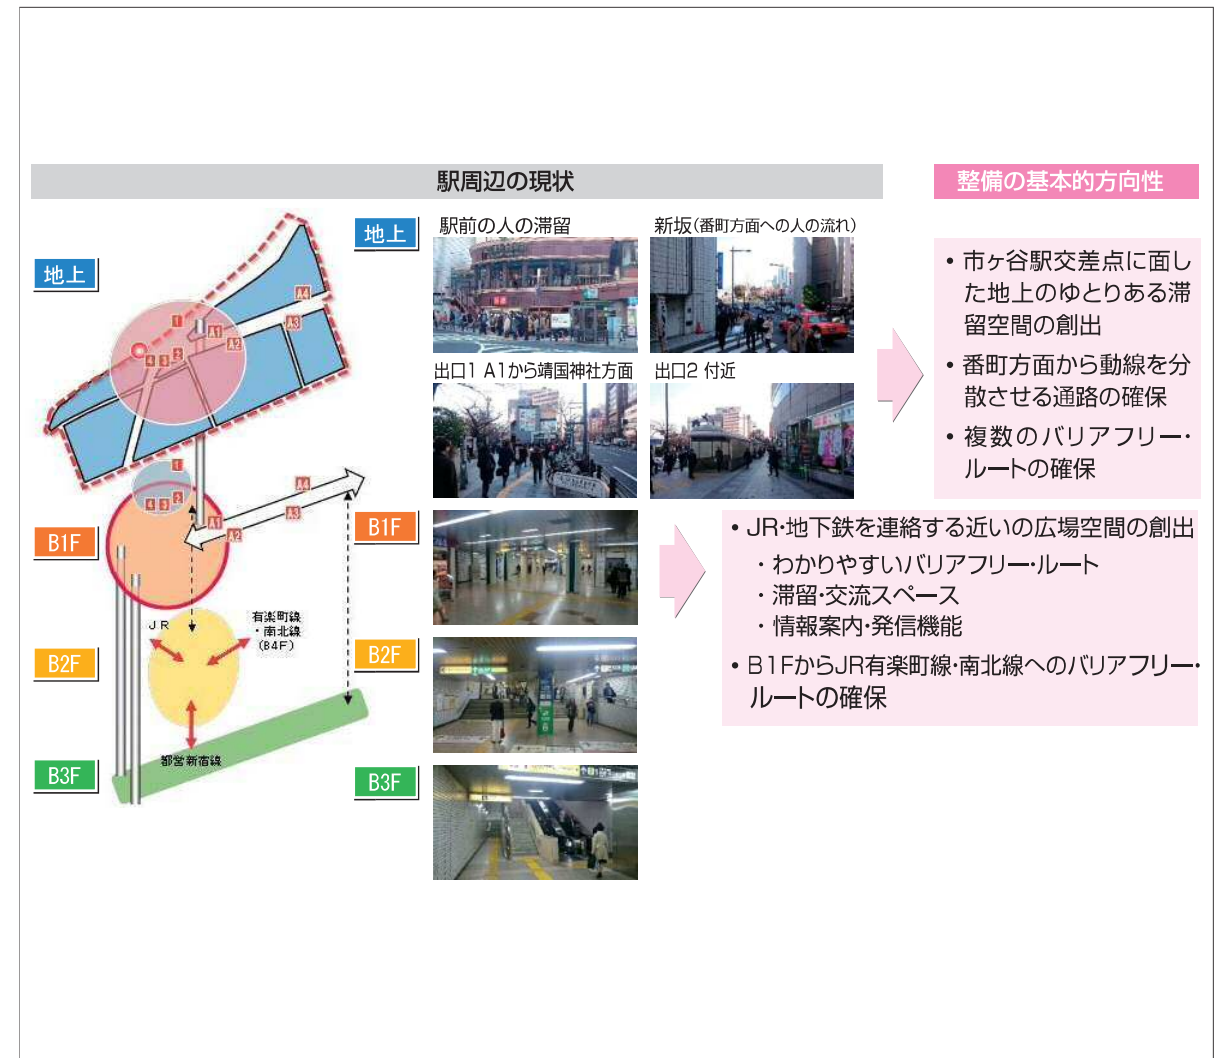 駅周辺の現状
整備の基本的方向性
地上
地上
駅前の人の滞留
新坂(番町方面への人の流れ)
出口1 A1から靖国神社方面
出口2 付近
・市ヶ谷駅交差点に面し
た地上のゆとりある滞
留空間の創出
・番町方面から動線を分
散させる通路の確保
・複数のバリアフリー・
ルートの確保
A4
A3
1
A1
A2
2
4 3
1
2
4 3
A4
A3
A1
A2
B1F
B1F
・JR・地下鉄を連絡する近いの広場空間の創出
・わかりやすいバリアフリー・ルート
・滞留・交流スペース
・情報案内・発信機能
・B1FからJR有楽町線・南北線へのバリアフリー・
ルートの確保
JR
有楽町線
・南北線
(B4F)
B2F
B2F
都営新宿線
B3F
B3F